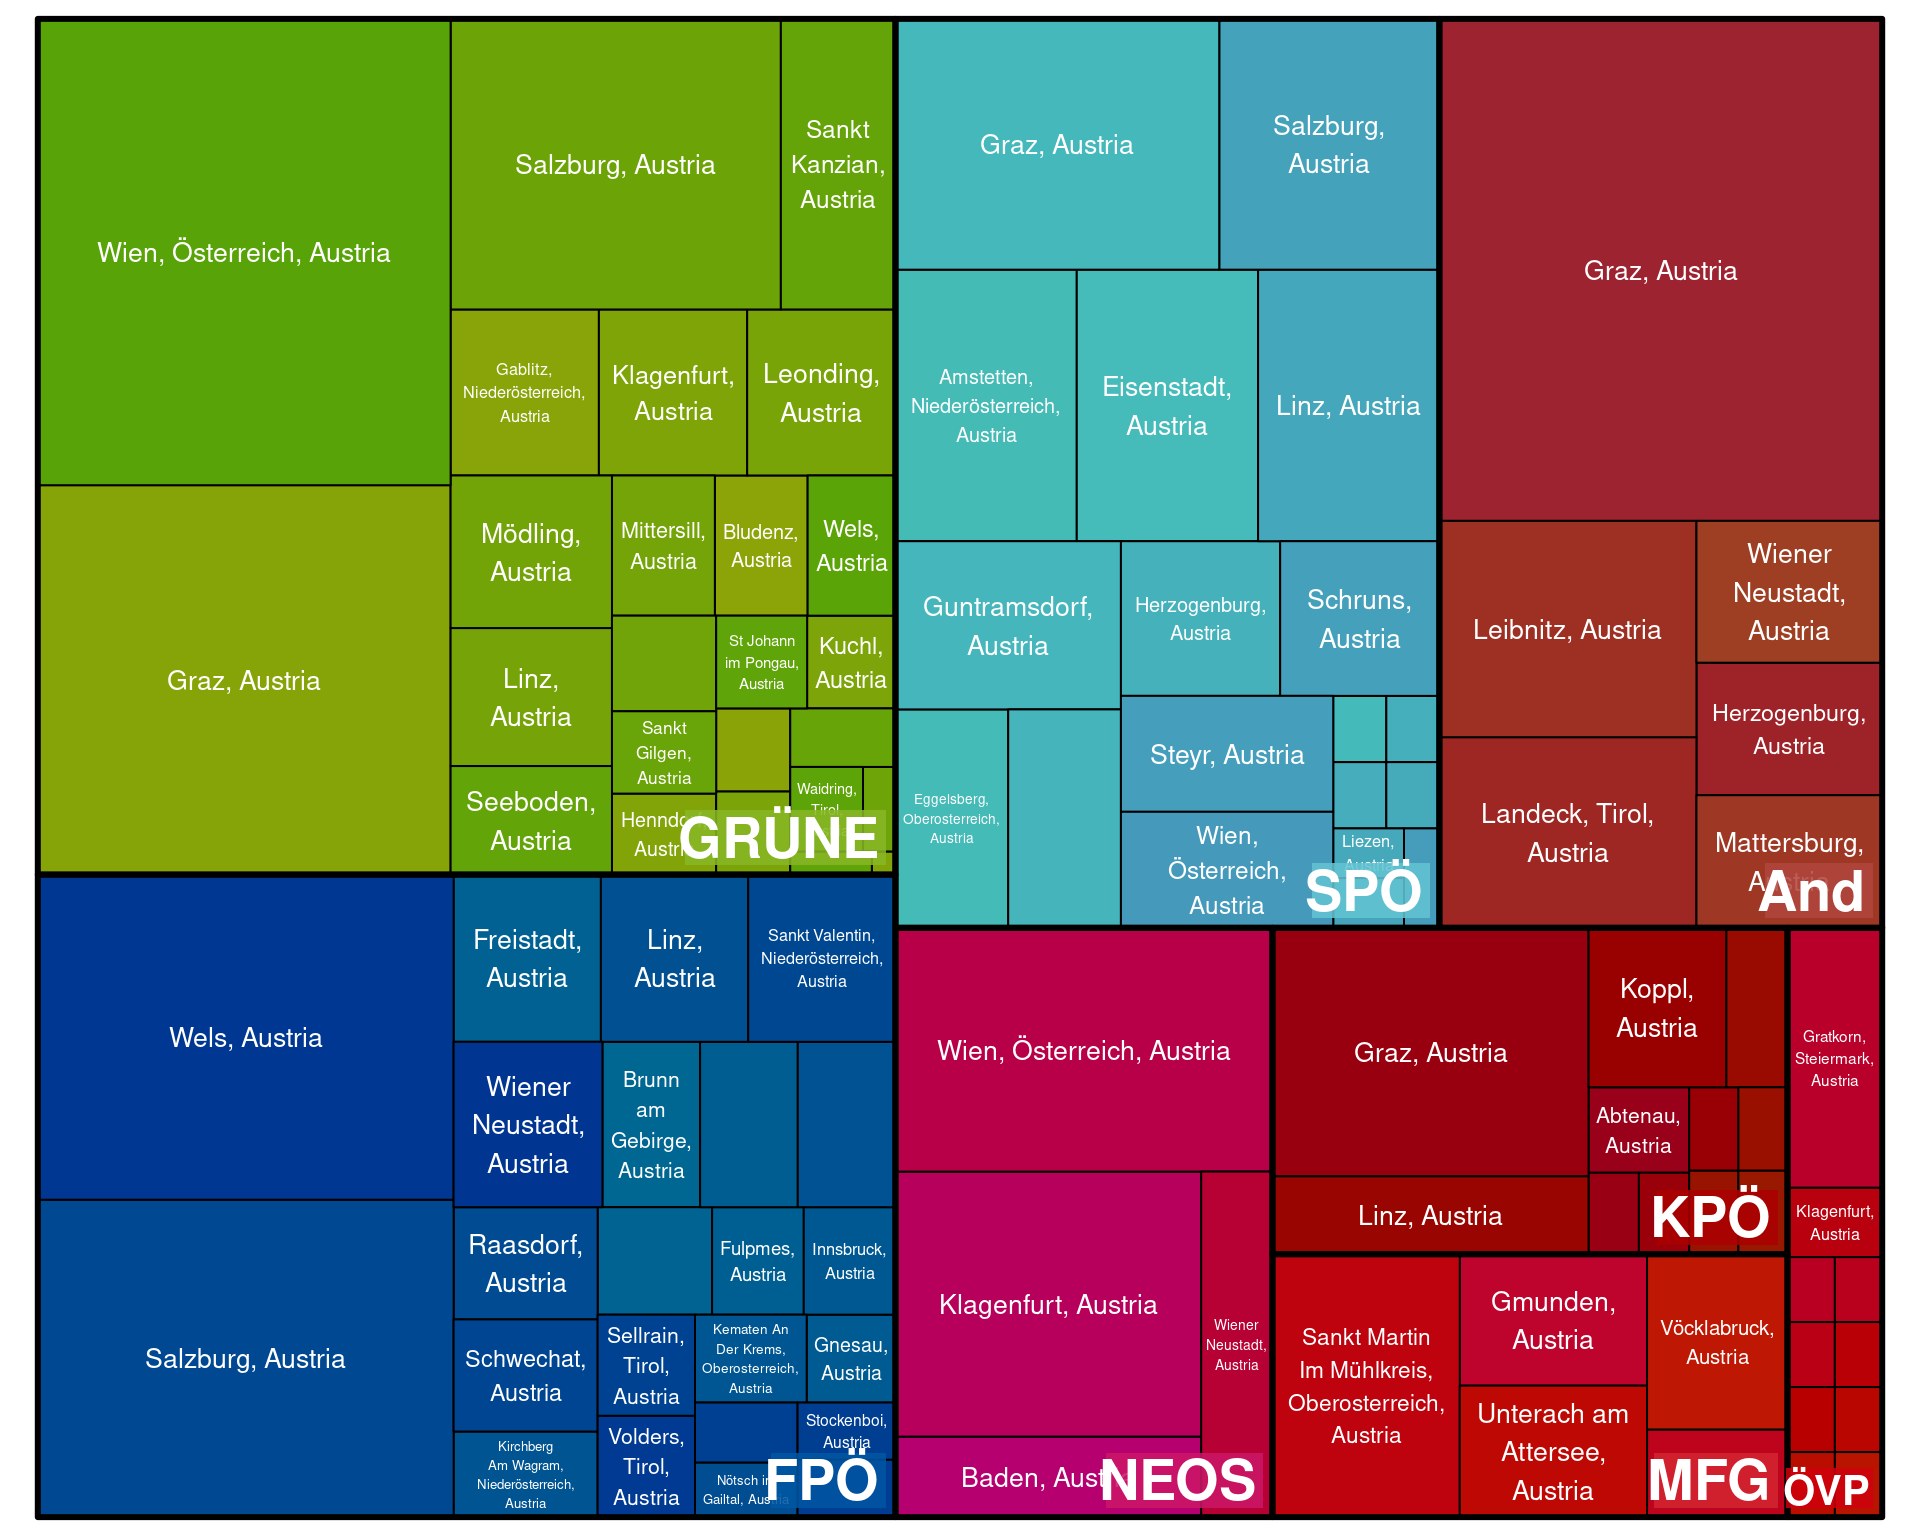 Wien, Österreich, Austria
Salzburg, Austria
Sankt
Kanzian,
Austria
Gablitz,
Niederösterreich,
Austria
Klagenfurt,
Austria
Leonding,
Austria
Graz, Austria
Mödling,
Austria
Mittersill,
Austria
Bludenz,
Austria
Wels,
Austria
Linz,
Austria
St Johann
im Pongau,
Austria
Kuchl,
Austria
Sankt
Gilgen,
Austria
Seeboden,
Austria
Waidring,
Tirol,
GRÜNE
Graz, Austria
Salzburg,
Austria
Amstetten,
Niederösterreich,
Austria
Eisenstadt,
Austria
Linz, Austria
Guntramsdorf,
Austria
Herzogenburg,
Austria
Schruns,
Austria
Eggelsberg,
Oberosterreich,
Austria
Steyr, Austria
Wien,
Österreich,
Austria
Liezen,
Austria
SPÖ
Graz, Austria
Leibnitz, Austria
Wiener
Neustadt,
Austria
Herzogenburg,
Austria
Landeck, Tirol,
Austria
Mattersburg,
Austria
And
Wels, Austria
Freistadt,
Austria
Linz,
Austria
Sankt Valentin,
Niederösterreich,
Austria
Wiener
Neustadt,
Austria
Brunn
am
Gebirge,
Austria
Salzburg, Austria
Raasdorf,
Austria
Fulpmes,
Austria
Innsbruck,
Austria
Schwechat,
Austria
Sellrain,
Tirol,
Austria
Kematen An
Der Krems,
Oberosterreich,
Austria
Gnesau,
Austria
Kirchberg
Am Wagram,
Niederösterreich,
Austria
Volders,
Tirol,
Austria
Stockenboi,
Austria
Nötsch im
Gailtal, Austria
FPÖ
Wien, Österreich, Austria
Klagenfurt, Austria
Wiener
Neustadt,
Austria
Baden, Austria
NEOS
Graz, Austria
Koppl,
Austria
Abtenau,
Austria
Linz, Austria
KPÖ
Sankt Martin
Im Mühlkreis,
Oberosterreich,
Austria
Gmunden,
Austria
Vöcklabruck,
Austria
Unterach am
Attersee,
Austria
MFG
Gratkorn,
Steiermark,
Austria
Klagenfurt,
Austria
ÖVP